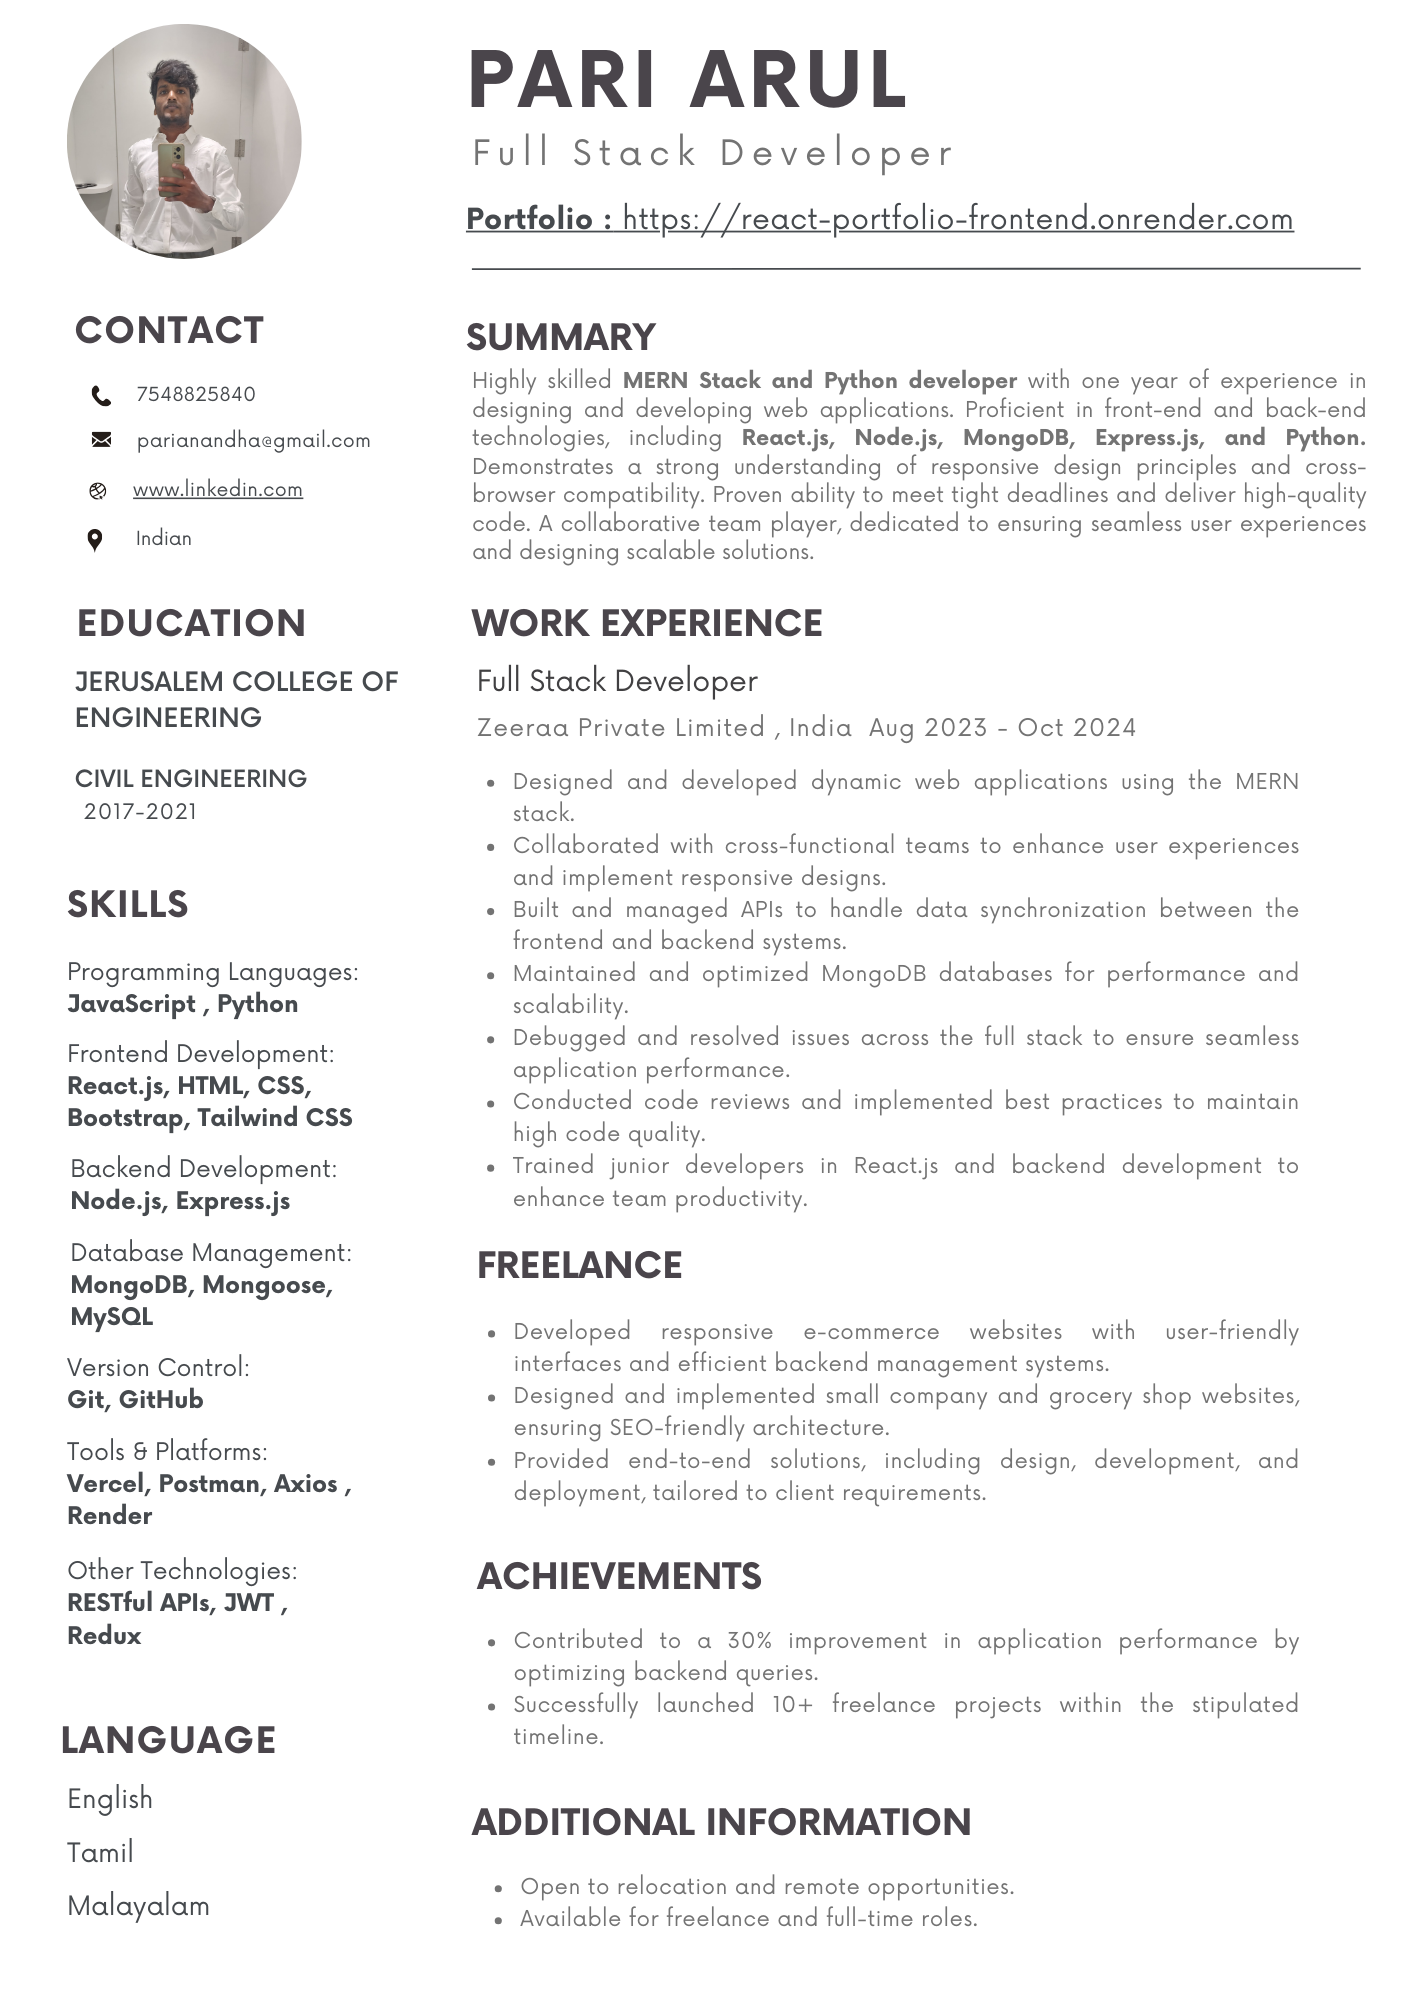 PARI ARUL
Full Stack Developer
Portfolio : https://react-portfolio-frontend.onrender.com
CONTACT
7548825840
parianandha@gmail.com
www.linkedin.com
Indian
EDUCATION
JERUSALEM COLLEGE OF
ENGINEERING
CIVIL ENGINEERING
2017-2021
SKILLS
Programming Languages:
JavaScript , Python
Frontend Development:
React.js, HTML, CSS,
Bootstrap, Tailwind CSS
Backend Development:
Node.js, Express.js
Database Management:
MongoDB, Mongoose,
MySQL
Version Control:
Git, GitHub
Tools & Platforms:
Vercel, Postman, Axios ,
Render
Other Technologies:
RESTful APIs, JWT ,
Redux
LANGUAGE
English
Tamil
Malayalam
SUMMARY
Highly skilled MERN Stack and Python developer with one year of experience in
designing and developing web applications. Proficient in front-end and back-end
technologies, including React.js, Node.js, MongoDB, Express.js, and Python.
Demonstrates a strong understanding of responsive design principles and cross-
browser compatibility. Proven ability to meet tight deadlines and deliver high-quality
code. A collaborative team player, dedicated to ensuring seamless user experiences
and designing scalable solutions.
WORK EXPERIENCE
Full Stack Developer
Zeeraa Private Limited , India Aug 2023 - Oct 2024
• Designed and developed dynamic web applications using the MERN
stack.
• Collaborated with cross-functional teams to enhance user experiences
and implement responsive designs.
• Built and managed APIs to handle data synchronization between the
frontend and backend systems.
• Maintained and optimized MongoDB databases for performance and
scalability.
• Debugged and resolved issues across the full stack to ensure seamless
application performance.
• Conducted code reviews and implemented best practices to maintain
high code quality.
• Trained junior developers in React.js and backend development to
enhance team productivity.
FREELANCE
• Developed responsive e-commerce websites with user-friendly
interfaces and efficient backend management systems.
• Designed and implemented small company and grocery shop websites,
ensuring SEO-friendly architecture.
• Provided end-to-end solutions, including design, development, and
deployment, tailored to client requirements.
ACHIEVEMENTS
• Contributed to a 30% improvement in application performance by
optimizing backend queries.
• Successfully launched 10+ freelance projects within the stipulated
timeline.
ADDITIONAL INFORMATION
• Open to relocation and remote opportunities.
• Available for freelance and full-time roles.